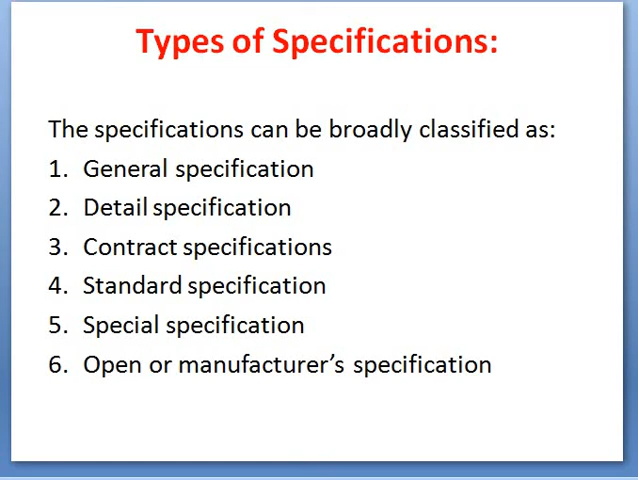 Types of Specifications:
The specifications can be broadly classified as:
1. General specification
2. Detail specification
3. Contract specifications
4. Standard specification
5. Special specification
6. Open or manufacturer’s specification